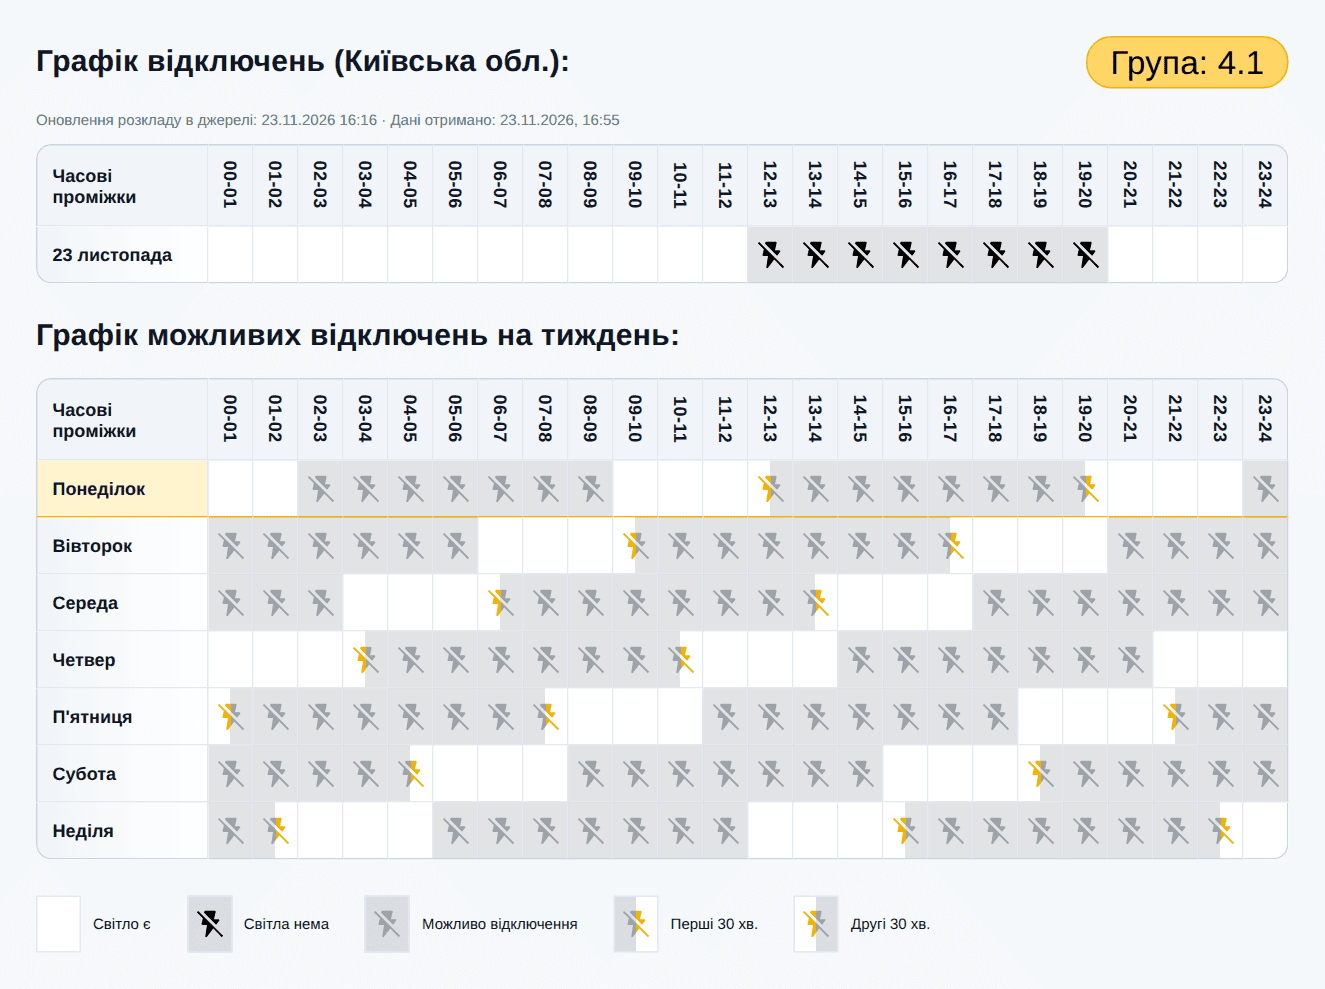 Графік відключень (Київська обл.):
Група: 4.1
Оновлення розкладу в джерелі: 23.11.2026 16:16 · Дані отримано: 23.11.2026, 16:55
Часові
проміжки
00-01 01-02 02-03 03-04 04-05 05-06 06-07 07-08 08-09 09-10 10-11 11-12 12-13 13-14 14-15 15-16 16-17 17-18 18-19 19-20 20-21 21-22 22-23 23-24
23 листопада
Графік можливих відключень на тиждень:
Часові
проміжки
00-01 01-02 02-03 03-04 04-05 05-06 06-07 07-08 08-09 09-10 10-11 11-12 12-13 13-14 14-15 15-16 16-17 17-18 18-19 19-20 20-21 21-22 22-23 23-24
Понеділок
Вівторок
Середа
Четвер
П'ятниця
Субота
Неділя
Світло є
Світла нема
Можливо відключення
Перші 30 хв.
Другі 30 хв.